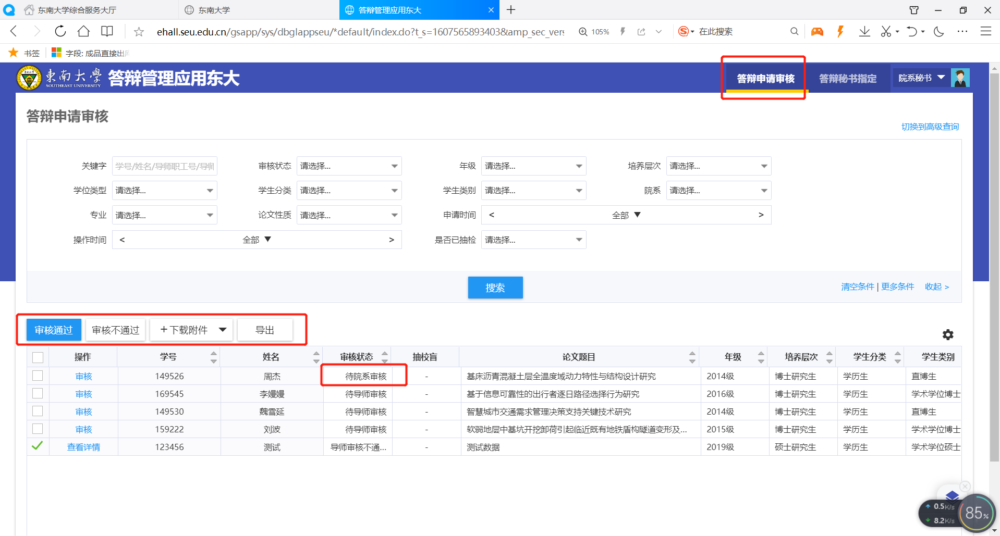 东南大学综合服务大厅
东南大学
答辩管理应用东大
ehall.seu.edu.cn/gsapp/sys/dbglappseu/*default/index.do?t_s=1607565893403&amp_sec_vers
105%
在此搜索
书签
字段: 成品直接出库
東南大學
SOUTHEAST UNIVERSITY
答辩管理应用东大
答辩申请审核
答辩秘书指定
院系秘书
答辩申请审核
切换到高级查询
关键字 学号/姓名/导师职工号/导师 审核状态 请选择... 年级 请选择... 培养层次 请选择...
学位类型 请选择... 学生分类 请选择... 学生类别 请选择... 院系 请选择...
专业 请选择... 论文性质 请选择... 申请时间 < 全部 ▼ >
操作时间 < 全部 ▼ > 是否已抽检 请选择...
搜索
清空条件 | 更多条件 收起 >
审核通过 审核不通过 +下载附件 导出
操作 学号 姓名 审核状态 抽校盲 论文题目 年级 培养层次 学生分类 学生类别
审核 149526 周杰 待院系审核 - 基床沥青混凝土层全温度域动力特性与结构设计研究 2014级 博士研究生 学历生 直博生
审核 169545 李嫚嫚 待导师审核 - 基于信息可靠性的出行者逐日路径选择行为研究 2016级 博士研究生 学历生 学术学位博士
审核 149530 魏雪延 待导师审核 - 智慧城市交通需求管理决策支持关键技术研究 2014级 博士研究生 学历生 直博生
审核 159222 刘波 待导师审核 - 软弱地层中基坑开挖卸荷引起临近既有地铁盾构隧道变形及... 2015级 博士研究生 学历生 学术学位博士
查看详情 123456 测试 导师审核不通... - 测试数据 2019级 硕士研究生 学历生 学术学位硕士
0.5K/s
8.2K/s
85%